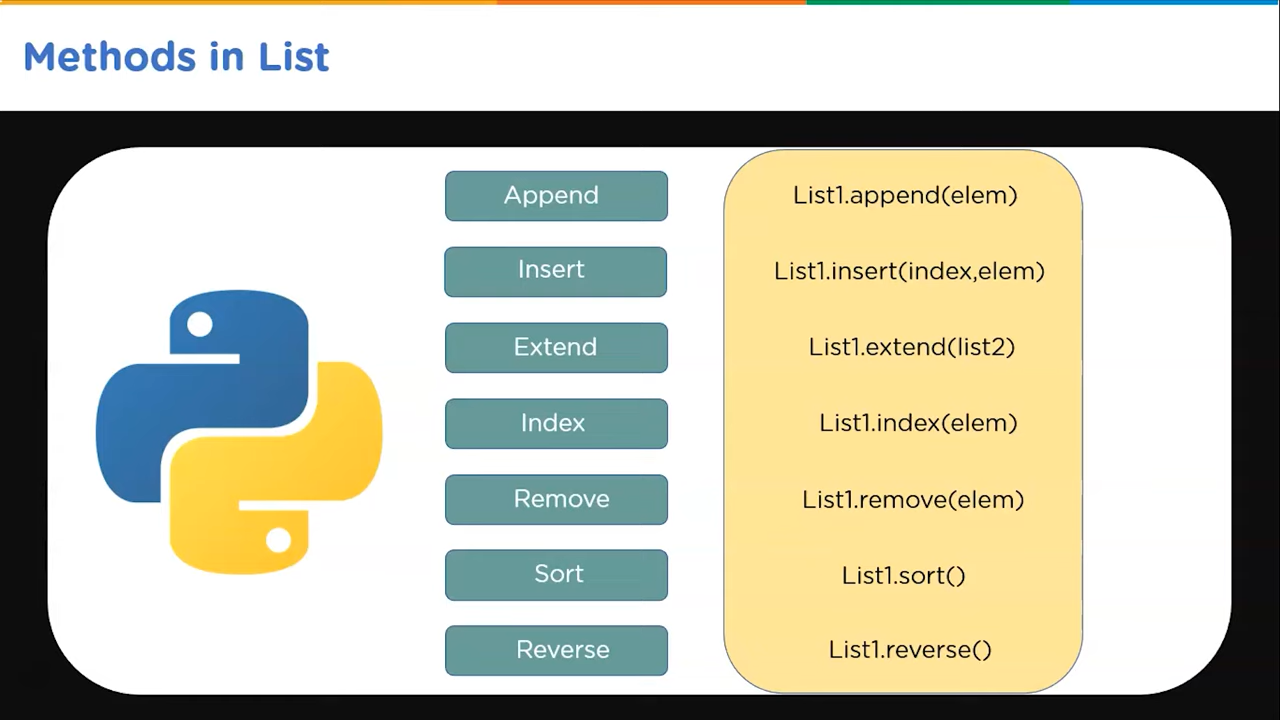 Methods in List
Append
List1.append(elem)
Insert
List1.insert(index,elem)
Extend
List1.extend(list2)
Index
List1.index(elem)
Remove
List1.remove(elem)
Sort
List1.sort()
Reverse
List1.reverse()